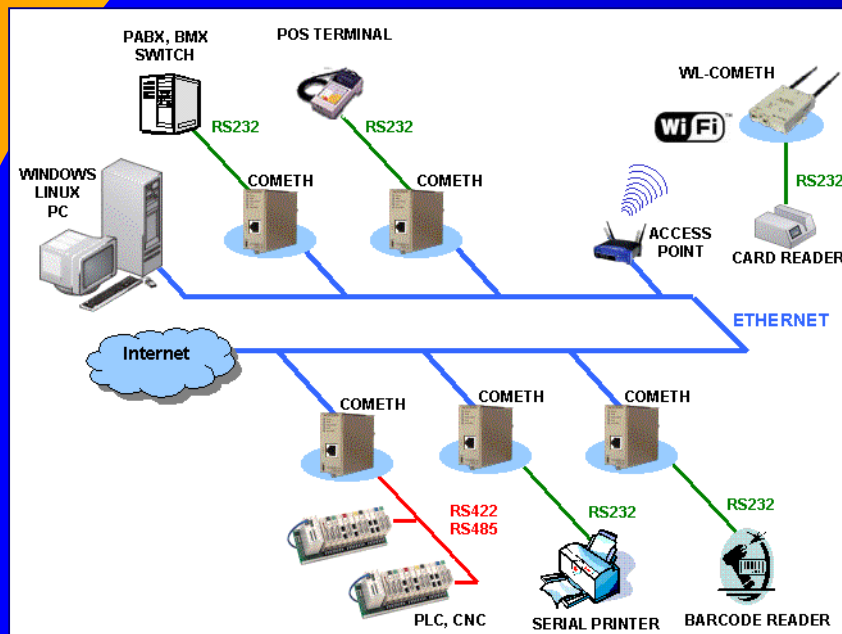 PABX, BMX
SWITCH
POS TERMINAL
WL-COMETH
WiFi™
RS232
RS232
RS232
WINDOWS
LINUX
PC
COMETH
COMETH
ACCESS
POINT
CARD READER
ETHERNET
Internet
COMETH
COMETH
COMETH
RS422
RS485
RS232
RS232
PLC, CNC
SERIAL PRINTER
BARCODE READER